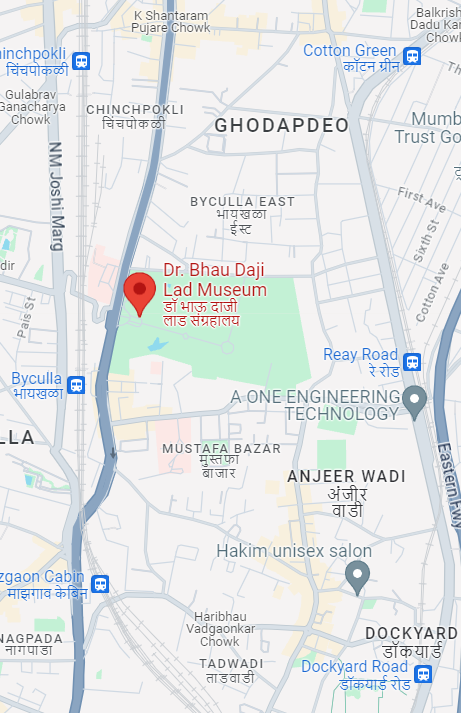 K Shantaram
Pujare Chowk
Balkrish
Dadu Ka
Chowk
Chinchpokli
चिंचपोकळी
Cotton Green
कॉटन ग्रीन
Gulabrav
Ganacharya
Chowk
CHINCHPOKLI
चिंचपोकळी
GHODAPDEO
Mumb
Trust Go
NM Joshi Marg
BYCULLA EAST
भायखळा
ईस्ट
First Ave
Sixth St
Cotton Ave
dir
Pais St
Dr. Bhau Daji
Lad Museum
डॉ भाऊ दाजी
लाड संग्रहालय
Reay Road
रे रोड
Byculla
भायखळा
A ONE ENGINEERING
TECHNOLOGY
LLA
MUSTAFA BAZAR
मुस्तफा
बाजार
ANJEER WADI
अंजीर
वाडी
Eastern Fwy
Hakim unisex salon
zgaon Cabin
माझगाव केबिन
Haribhau
Vadgaonkar
Chowk
NAGPADA
नागपाडा
TADWADI
ताडवाडी
DOCKYARD
डॉकयार्ड
Dockyard Road
डॉकयार्ड रोड